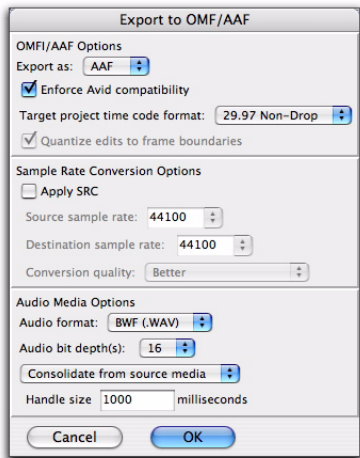 Export to OMF/AAF
OMFI/AAF Options
Export as: AAF
Enforce Avid compatibility
Target project time code format: 29.97 Non-Drop
Quantize edits to frame boundaries
Sample Rate Conversion Options
Apply SRC
Source sample rate: 44100
Destination sample rate: 44100
Conversion quality: Better
Audio Media Options
Audio format: BWF (.WAV)
Audio bit depth(s): 16
Consolidate from source media
Handle size 1000 milliseconds
Cancel OK